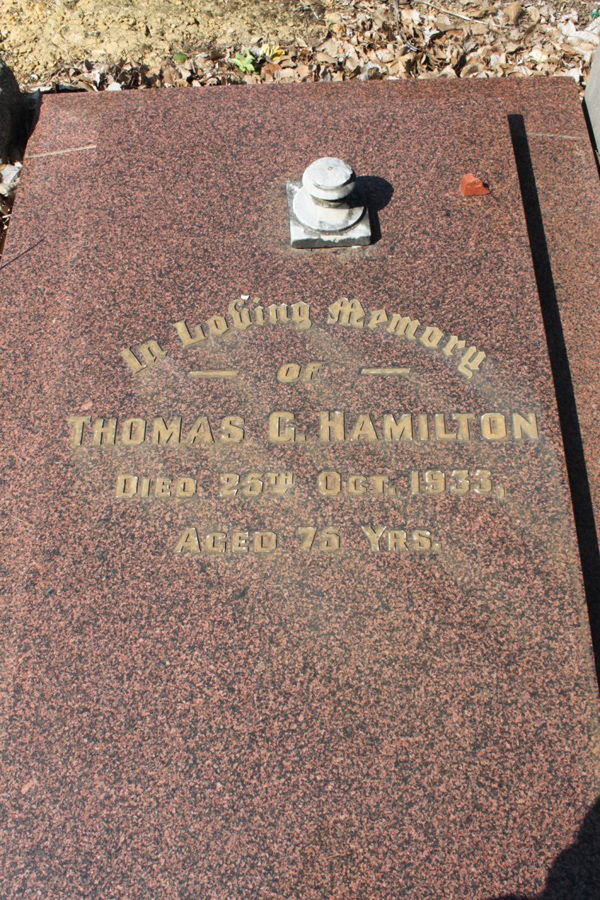 In Loving Memory
OF
THOMAS G. HAMILTON
DIED 25TH OCT. 1933,
AGED 75 YRS.